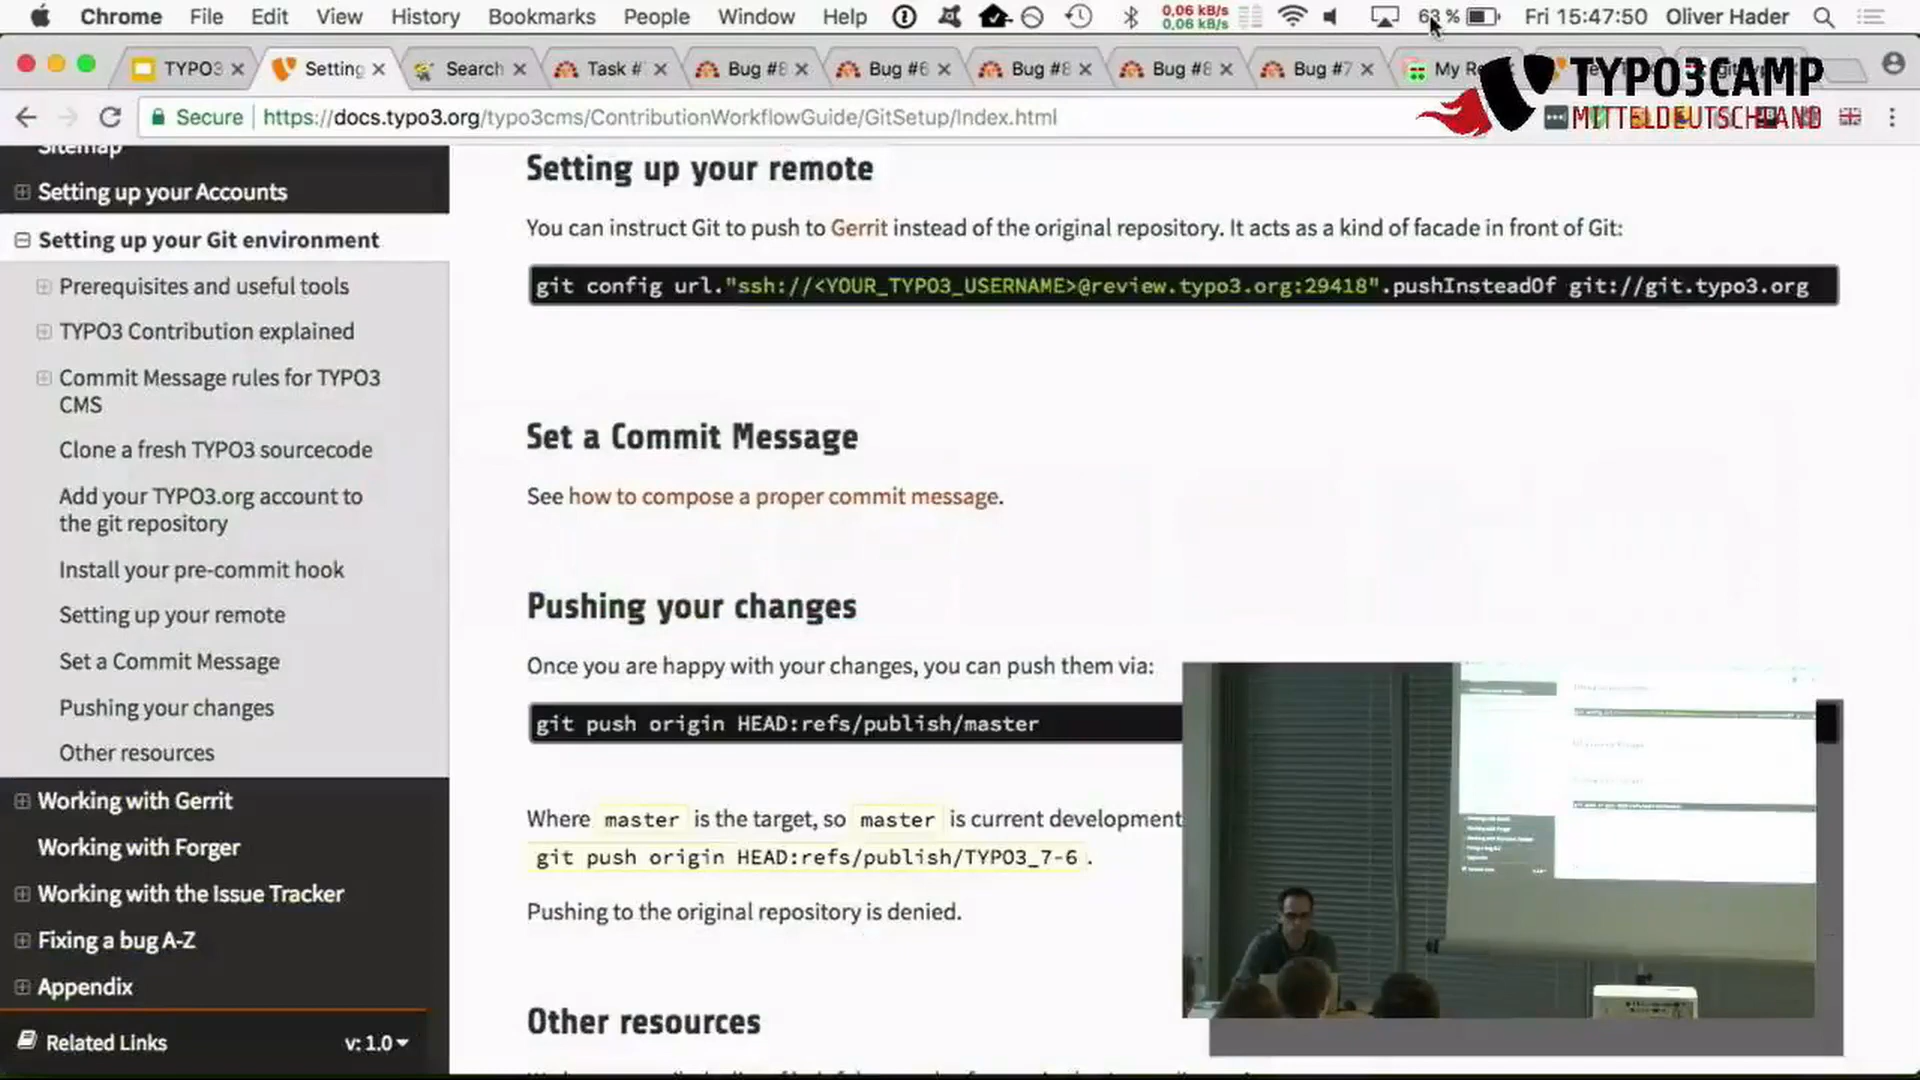 Chrome File Edit View History Bookmarks People Window Help 0,06 kB/s 0,06 kB/s 63 % Fri 15:47:50 Oliver Hader
TYPO3 Setting Search Task # Bug #8 Bug #6 Bug #8 Bug #8 Bug #7 My Re
TYPO3CAMP
MITTELDEUTSCHLAND
Secure https://docs.typo3.org/typo3cms/ContributionWorkflowGuide/GitSetup/Index.html
Sitemap
Setting up your Accounts
Setting up your Git environment
Prerequisites and useful tools
TYPO3 Contribution explained
Commit Message rules for TYPO3
CMS
Clone a fresh TYPO3 sourcecode
Add your TYPO3.org account to
the git repository
Install your pre-commit hook
Setting up your remote
Set a Commit Message
Pushing your changes
Other resources
Working with Gerrit
Working with Forger
Working with the Issue Tracker
Fixing a bug A-Z
Appendix
Related Links v: 1.0
Setting up your remote
You can instruct Git to push to Gerrit instead of the original repository. It acts as a kind of facade in front of Git:
git config url."ssh://<YOUR_TYPO3_USERNAME>@review.typo3.org:29418".pushInsteadOf git://git.typo3.org
Set a Commit Message
See how to compose a proper commit message.
Pushing your changes
Once you are happy with your changes, you can push them via:
git push origin HEAD:refs/publish/master
Where master is the target, so master is current development
git push origin HEAD:refs/publish/TYPO3_7-6 .
Pushing to the original repository is denied.
Other resources